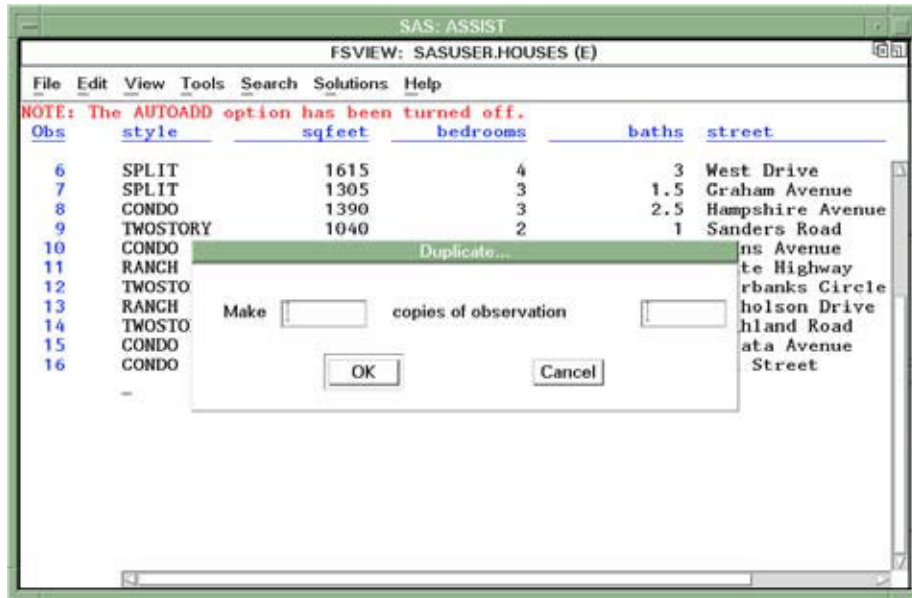 SAS: ASSIST
FSVIEW: SASUSER.HOUSES (E)
File Edit View Tools Search Solutions Help
NOTE: The AUTOADD option has been turned off.
Obs style sqfeet bedrooms baths street
6 SPLIT 1615 4 3 West Drive
7 SPLIT 1305 3 1.5 Graham Avenue
8 CONDO 1390 3 2.5 Hampshire Avenue
9 TWOSTORY 1040 2 1 Sanders Road
10 CONDO ns Avenue
11 RANCH te Highway
12 TWOSTO rbanks Circle
13 RANCH holson Drive
14 TWOSTO hland Road
15 CONDO ata Avenue
16 CONDO Street
Duplicate...
Make copies of observation
OK Cancel